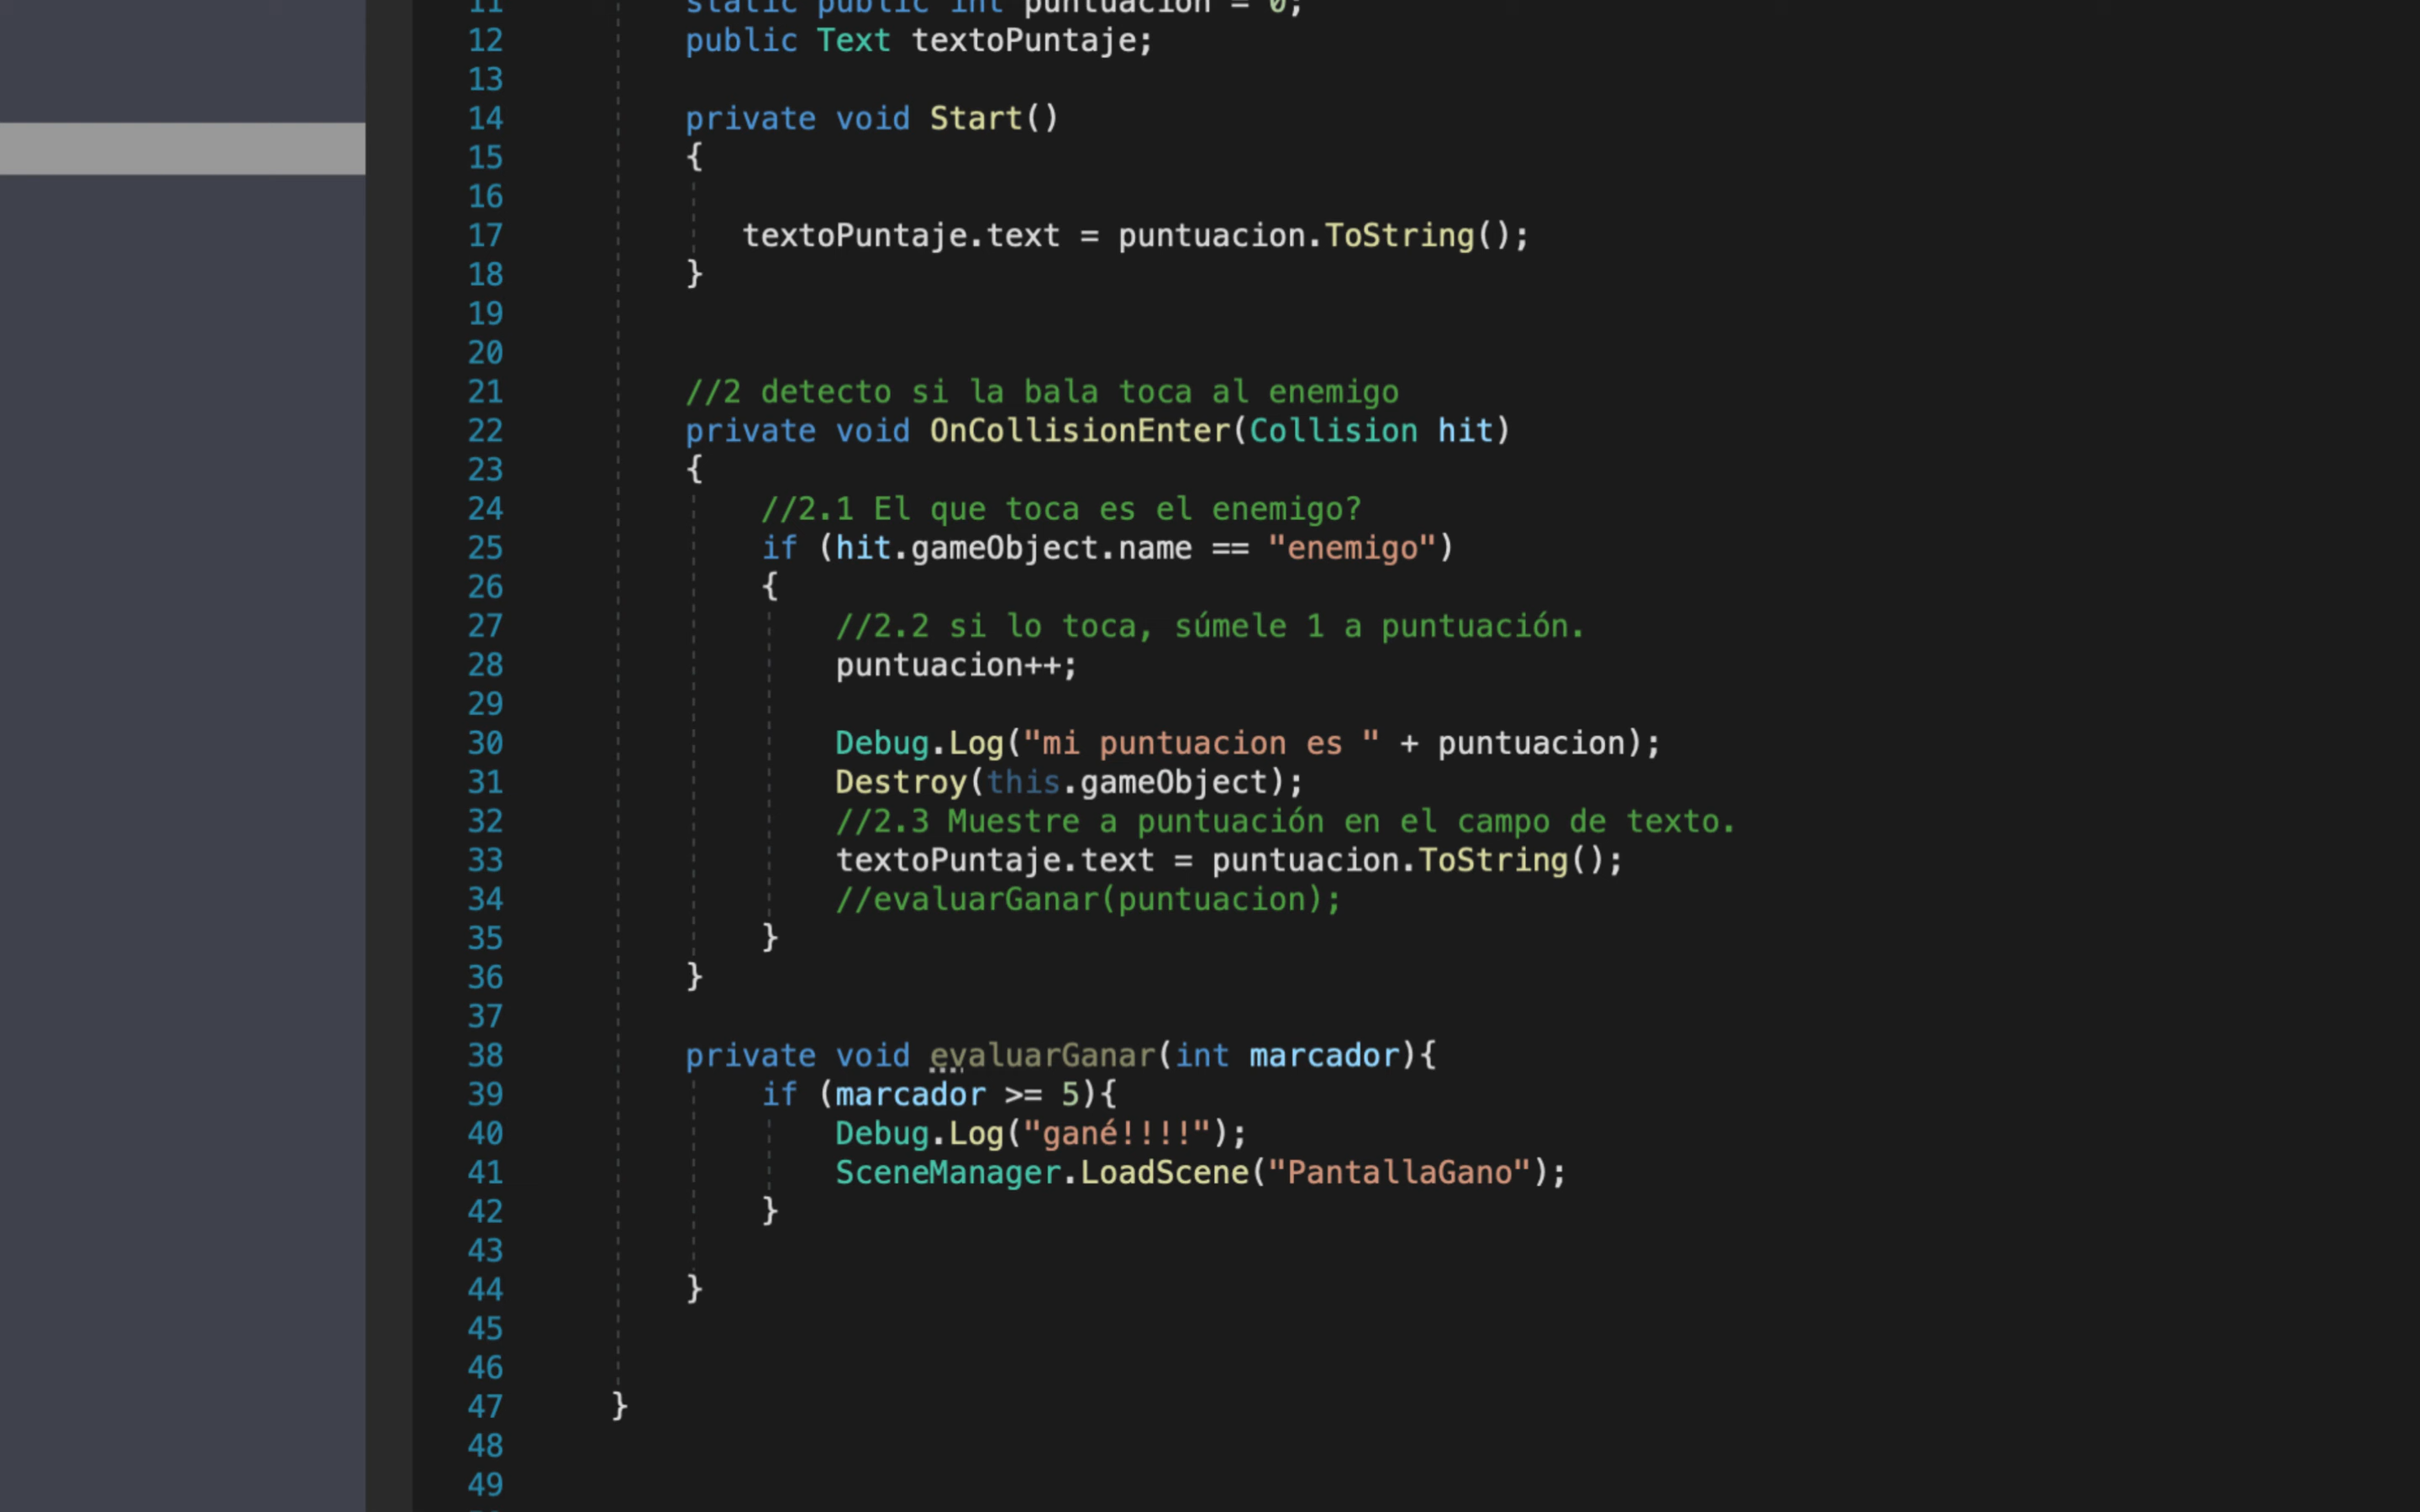 11 static public int puntuacion = 0;
12 public Text textoPuntaje;
13
14 private void Start()
15 {
16
17 textoPuntaje.text = puntuacion.ToString();
18 }
19
20
21 //2 detecto si la bala toca al enemigo
22 private void OnCollisionEnter(Collision hit)
23 {
24 //2.1 El que toca es el enemigo?
25 if (hit.gameObject.name == "enemigo")
26 {
27 //2.2 si lo toca, súmele 1 a puntuación.
28 puntuacion++;
29
30 Debug.Log("mi puntuacion es " + puntuacion);
31 Destroy(this.gameObject);
32 //2.3 Muestre a puntuación en el campo de texto.
33 textoPuntaje.text = puntuacion.ToString();
34 //evaluarGanar(puntuacion);
35 }
36 }
37
38 private void evaluarGanar(int marcador){
39 if (marcador >= 5){
40 Debug.Log("gané!!!!");
41 SceneManager.LoadScene("PantallaGano");
42 }
43
44 }
45
46
47 }
48
49